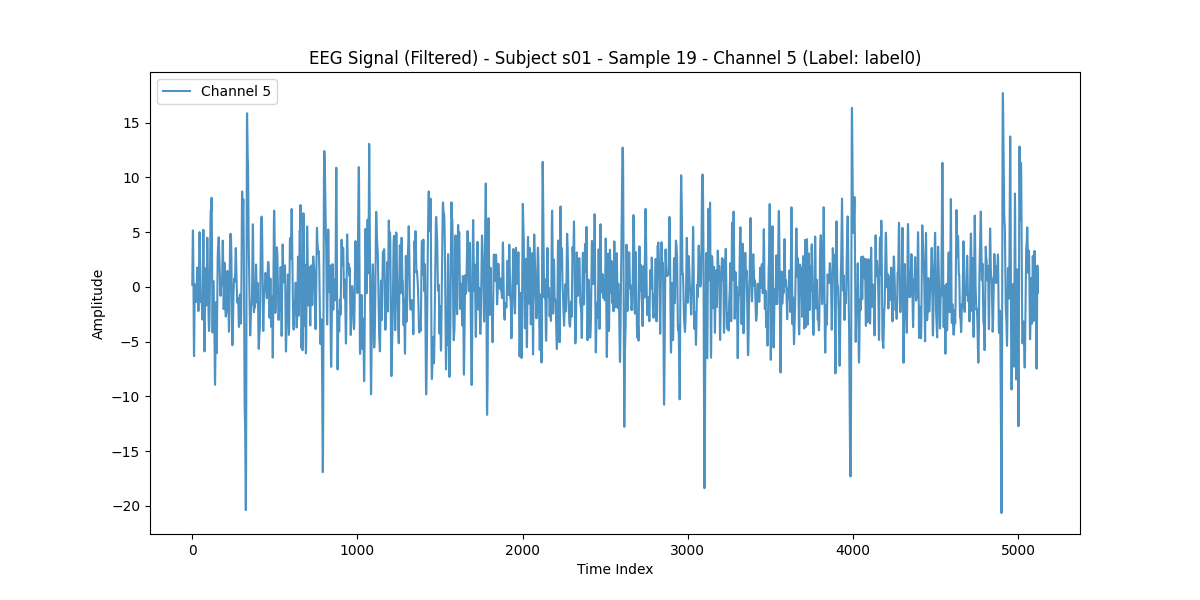 EEG Signal (Filtered) - Subject s01 - Sample 19 - Channel 5 (Label: label0)
Channel 5
15
10
5
0
−5
−10
−15
−20
Amplitude
0 1000 2000 3000 4000 5000
Time Index